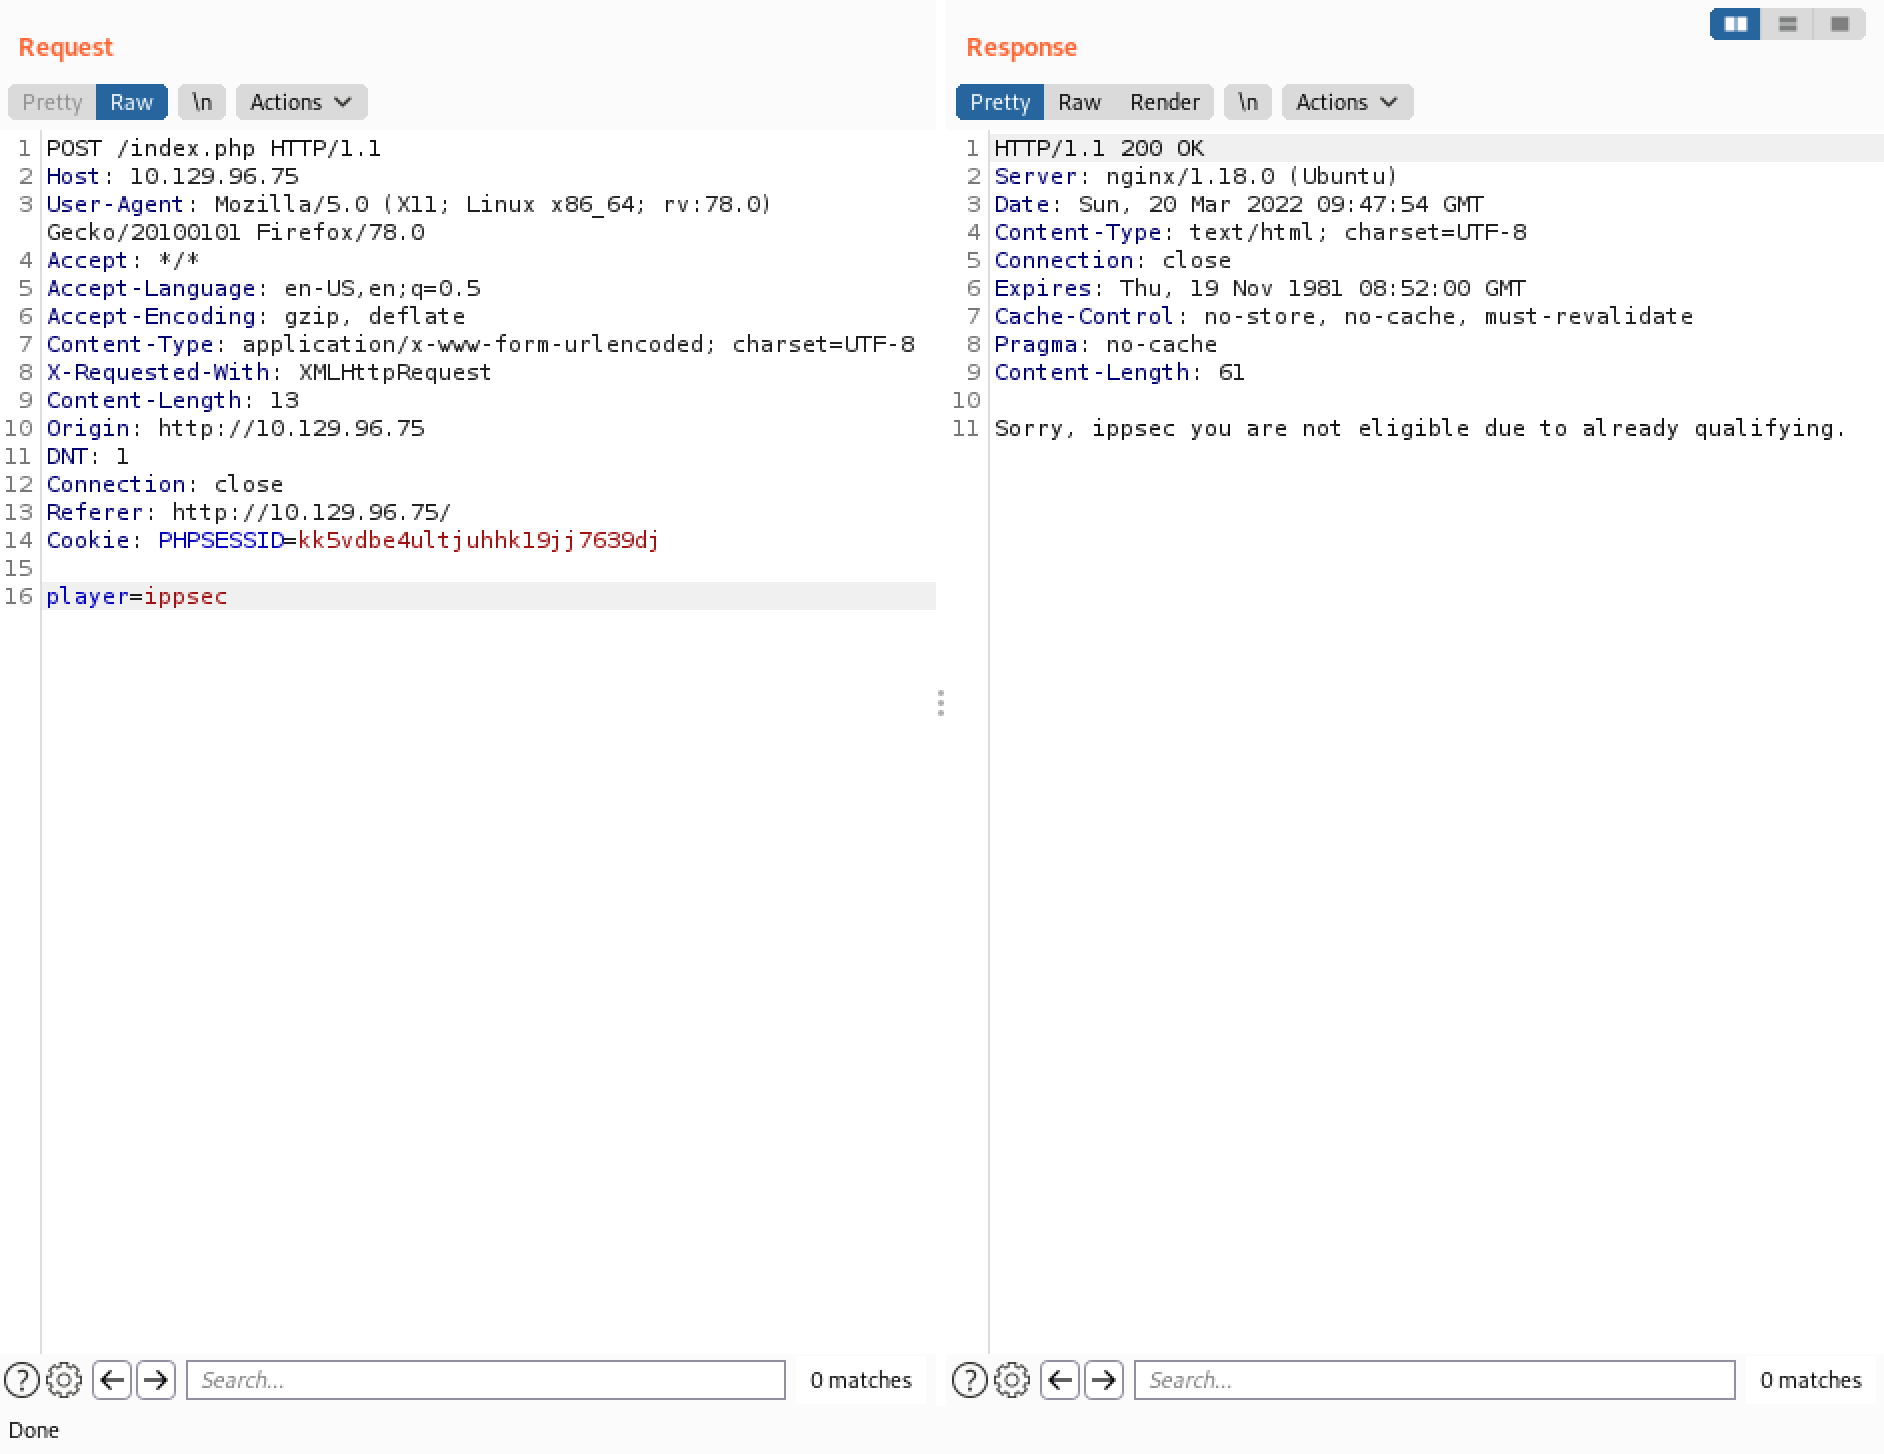 Request
Pretty Raw \n Actions
1 POST /index.php HTTP/1.1
2 Host: 10.129.96.75
3 User-Agent: Mozilla/5.0 (X11; Linux x86_64; rv:78.0)
Gecko/20100101 Firefox/78.0
4 Accept: */*
5 Accept-Language: en-US,en;q=0.5
6 Accept-Encoding: gzip, deflate
7 Content-Type: application/x-www-form-urlencoded; charset=UTF-8
8 X-Requested-With: XMLHttpRequest
9 Content-Length: 13
10 Origin: http://10.129.96.75
11 DNT: 1
12 Connection: close
13 Referer: http://10.129.96.75/
14 Cookie: PHPSESSID=kk5vdbe4ultjuhhk19jj7639dj
15
16 player=ippsec
Search...
0 matches
Done
Response
Pretty Raw Render \n Actions
1 HTTP/1.1 200 OK
2 Server: nginx/1.18.0 (Ubuntu)
3 Date: Sun, 20 Mar 2022 09:47:54 GMT
4 Content-Type: text/html; charset=UTF-8
5 Connection: close
6 Expires: Thu, 19 Nov 1981 08:52:00 GMT
7 Cache-Control: no-store, no-cache, must-revalidate
8 Pragma: no-cache
9 Content-Length: 61
10
11 Sorry, ippsec you are not eligible due to already qualifying.
Search...
0 matches